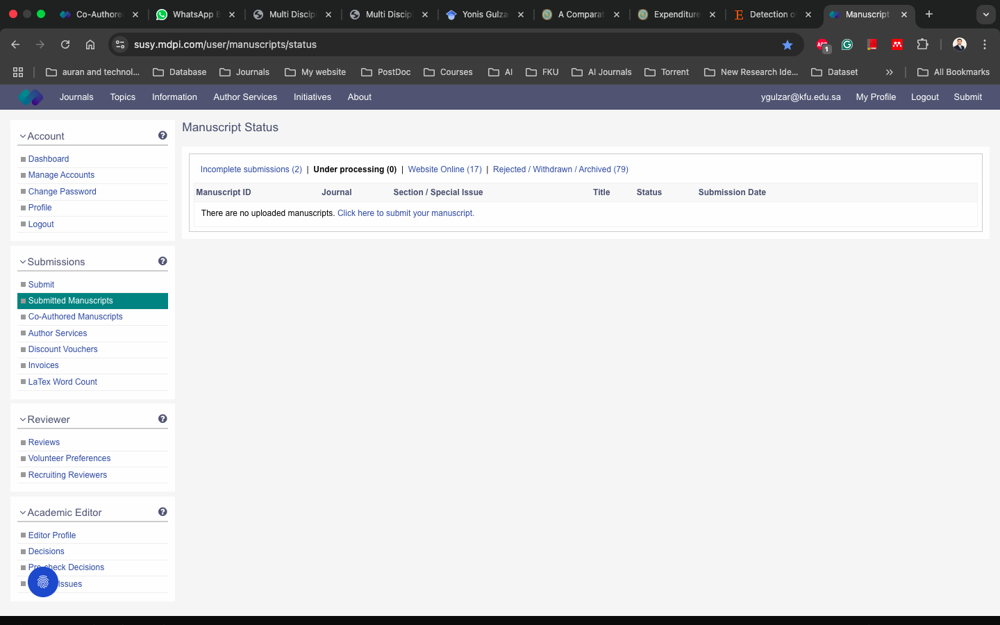 Co-Authored
WhatsApp B
Multi Discip
Multi Discip
Yonis Gulza
A Comparat
Expenditure
Detection o
Manuscript
susy.mdpi.com/user/manuscripts/status
1
auran and technol...
Database
Journals
My website
PostDoc
Courses
AI
FKU
AI Journals
Torrent
New Research Ide...
Dataset
All Bookmarks
Journals
Topics
Information
Author Services
Initiatives
About
ygulzar@kfu.edu.sa
My Profile
Logout
Submit
Account
Dashboard
Manage Accounts
Change Password
Profile
Logout
Submissions
Submit
Submitted Manuscripts
Co-Authored Manuscripts
Author Services
Discount Vouchers
Invoices
LaTex Word Count
Reviewer
Reviews
Volunteer Preferences
Recruiting Reviewers
Academic Editor
Editor Profile
Decisions
Pre-check Decisions
Issues
Manuscript Status
Incomplete submissions (2) | Under processing (0) | Website Online (17) | Rejected / Withdrawn / Archived (79)
Manuscript ID
Journal
Section / Special Issue
Title
Status
Submission Date
There are no uploaded manuscripts. Click here to submit your manuscript.